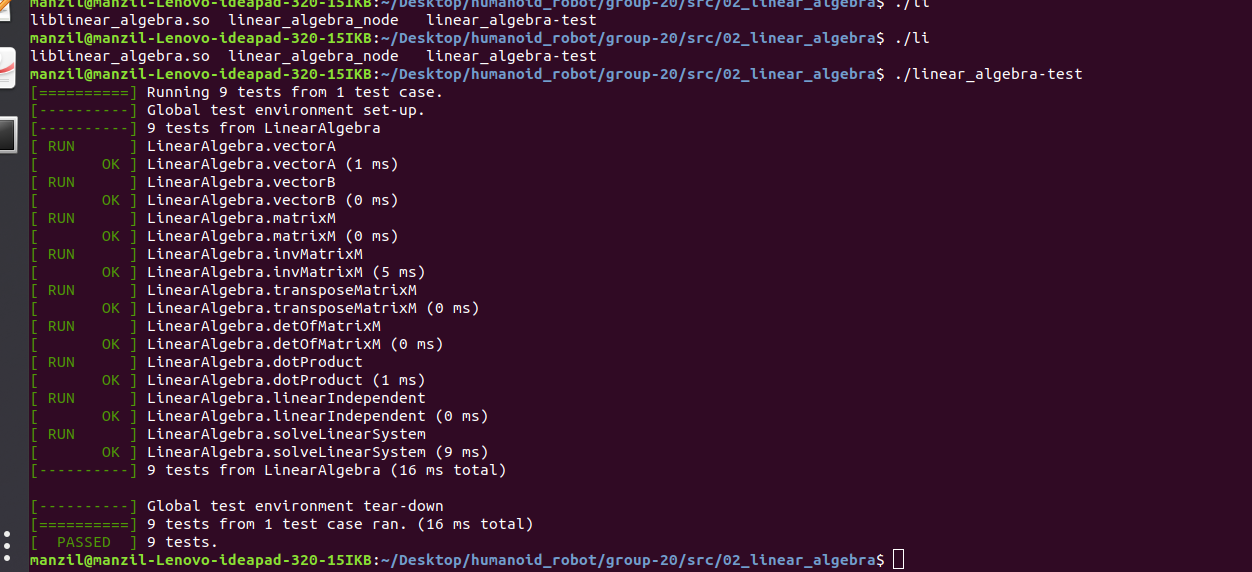 manzil@manzil-Lenovo-ideapad-320-15IKB:~/Desktop/humanoid_robot/group-20/src/02_linear_algebra$ ./li
liblinear_algebra.so  linear_algebra_node   linear_algebra-test
manzil@manzil-Lenovo-ideapad-320-15IKB:~/Desktop/humanoid_robot/group-20/src/02_linear_algebra$ ./li
liblinear_algebra.so  linear_algebra_node   linear_algebra-test
manzil@manzil-Lenovo-ideapad-320-15IKB:~/Desktop/humanoid_robot/group-20/src/02_linear_algebra$ ./linear_algebra-test
[==========] Running 9 tests from 1 test case.
[----------] Global test environment set-up.
[----------] 9 tests from LinearAlgebra
[ RUN      ] LinearAlgebra.vectorA
[       OK ] LinearAlgebra.vectorA (1 ms)
[ RUN      ] LinearAlgebra.vectorB
[       OK ] LinearAlgebra.vectorB (0 ms)
[ RUN      ] LinearAlgebra.matrixM
[       OK ] LinearAlgebra.matrixM (0 ms)
[ RUN      ] LinearAlgebra.invMatrixM
[       OK ] LinearAlgebra.invMatrixM (5 ms)
[ RUN      ] LinearAlgebra.transposeMatrixM
[       OK ] LinearAlgebra.transposeMatrixM (0 ms)
[ RUN      ] LinearAlgebra.detOfMatrixM
[       OK ] LinearAlgebra.detOfMatrixM (0 ms)
[ RUN      ] LinearAlgebra.dotProduct
[       OK ] LinearAlgebra.dotProduct (1 ms)
[ RUN      ] LinearAlgebra.linearIndependent
[       OK ] LinearAlgebra.linearIndependent (0 ms)
[ RUN      ] LinearAlgebra.solveLinearSystem
[       OK ] LinearAlgebra.solveLinearSystem (9 ms)
[----------] 9 tests from LinearAlgebra (16 ms total)
[----------] Global test environment tear-down
[==========] 9 tests from 1 test case ran. (16 ms total)
[  PASSED  ] 9 tests.
manzil@manzil-Lenovo-ideapad-320-15IKB:~/Desktop/humanoid_robot/group-20/src/02_linear_algebra$